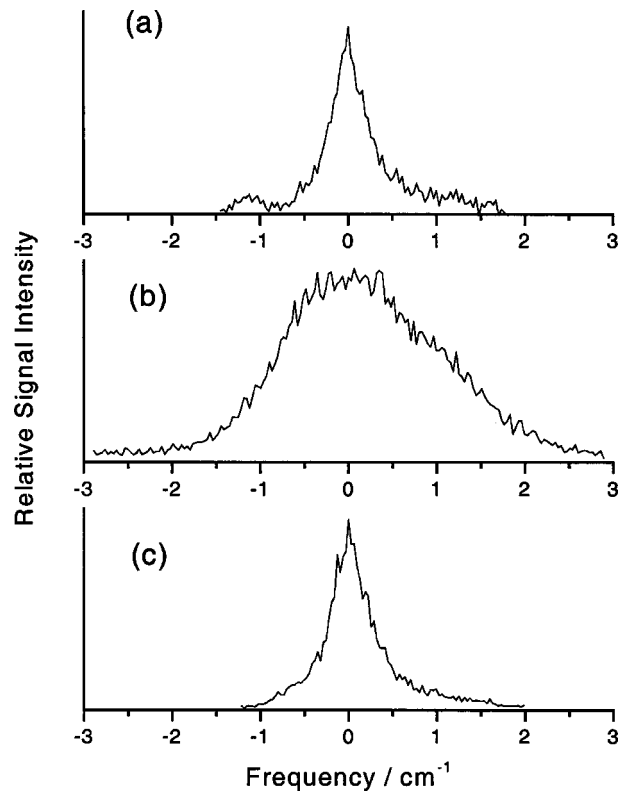 (a)
-3 -2 -1 0 1 2 3
(b)
-3 -2 -1 0 1 2 3
(c)
-3 -2 -1 0 1 2 3
Relative Signal Intensity
Frequency / cm⁻¹